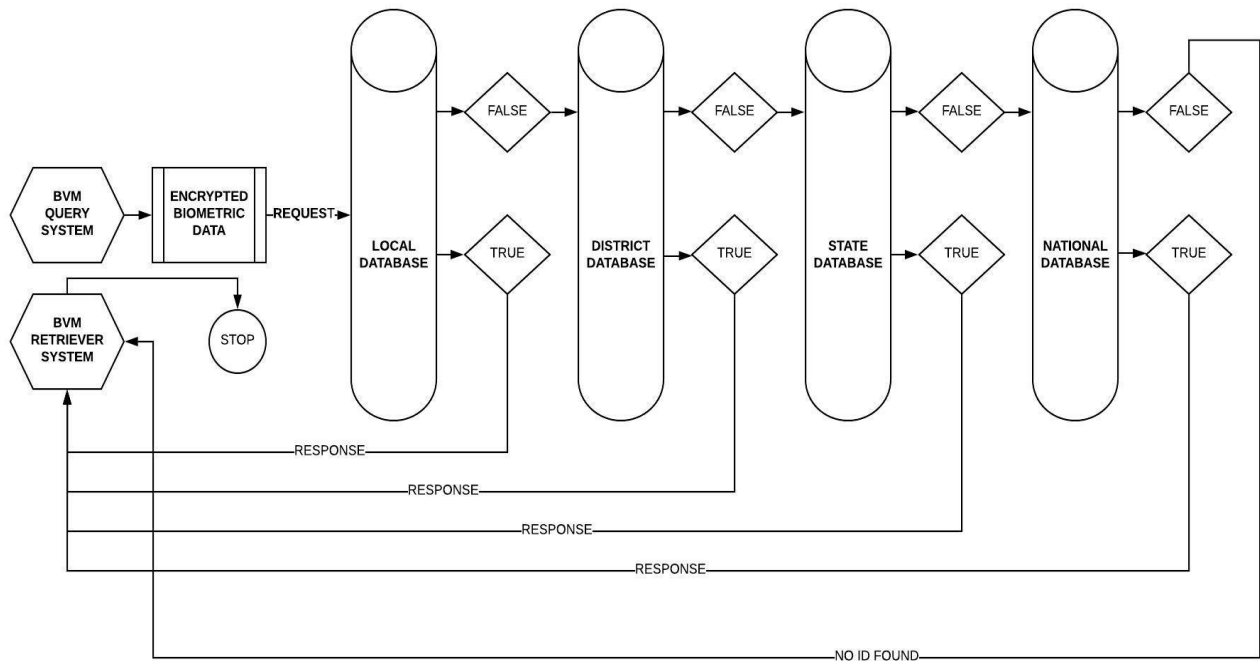 FALSE
FALSE
FALSE
FALSE
BVM
QUERY
SYSTEM
ENCRYPTED
BIOMETRIC
DATA
REQUEST
LOCAL
DATABASE
TRUE
DISTRICT
DATABASE
TRUE
STATE
DATABASE
TRUE
NATIONAL
DATABASE
TRUE
BVM
RETRIEVER
SYSTEM
STOP
RESPONSE
RESPONSE
RESPONSE
RESPONSE
NO ID FOUND